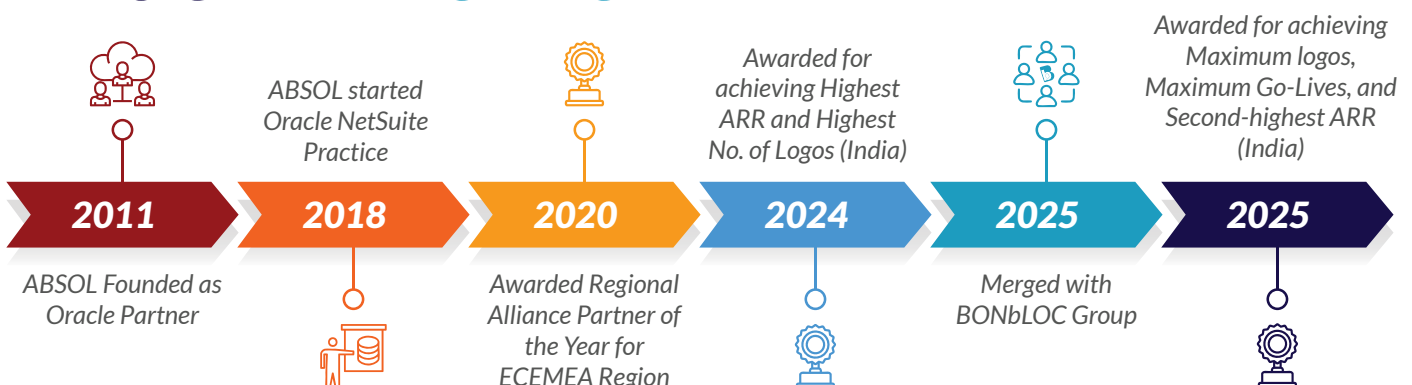 2011
ABSOL Founded as
Oracle Partner
ABSOL started
Oracle NetSuite
Practice
2018
2020
Awarded Regional
Alliance Partner of
the Year for
ECEMEA Region
Awarded for
achieving Highest
ARR and Highest
No. of Logos (India)
2024
2025
Merged with
BONbLOC Group
Awarded for achieving
Maximum logos,
Maximum Go-Lives, and
Second-highest ARR
(India)
2025